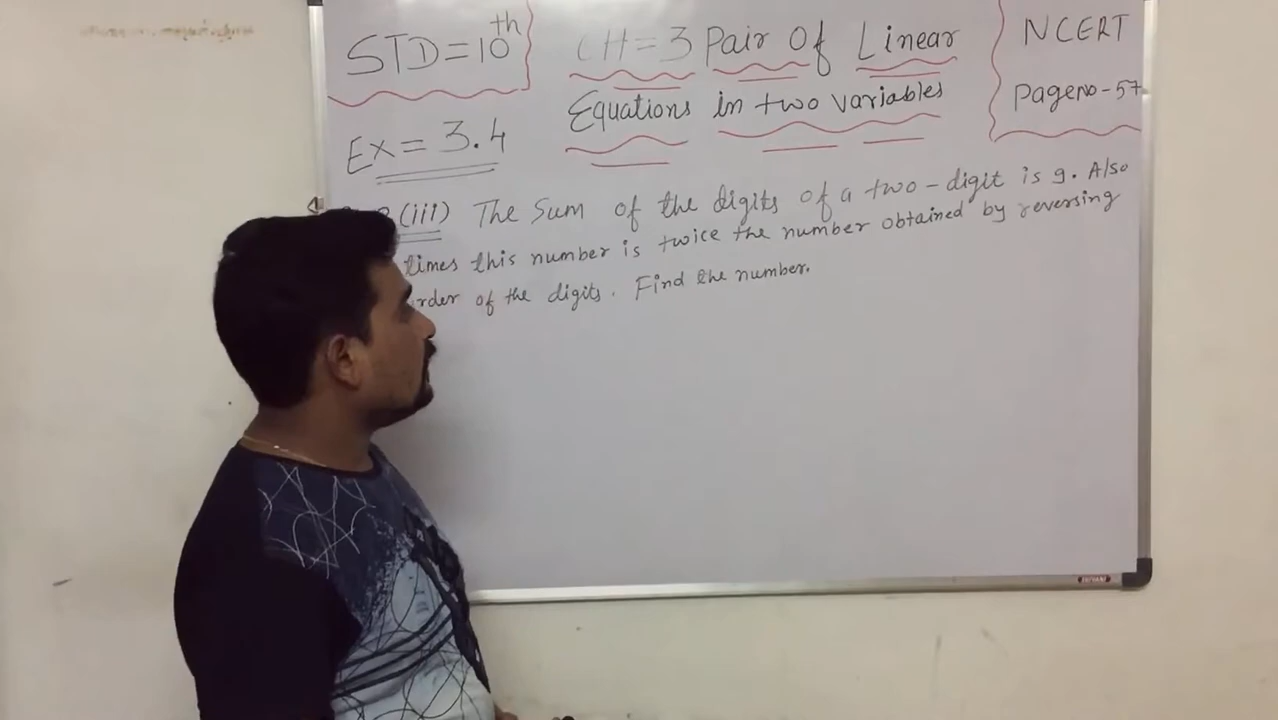 STD = 10th
CH = 3 Pair Of Linear
Equations in two variables
NCERT
Pageno - 57
Ex = 3.4
(iii) The Sum of the digits of a two-digit is 9. Also
times this number is twice the number obtained by reversing
rder of the digits. Find the number.